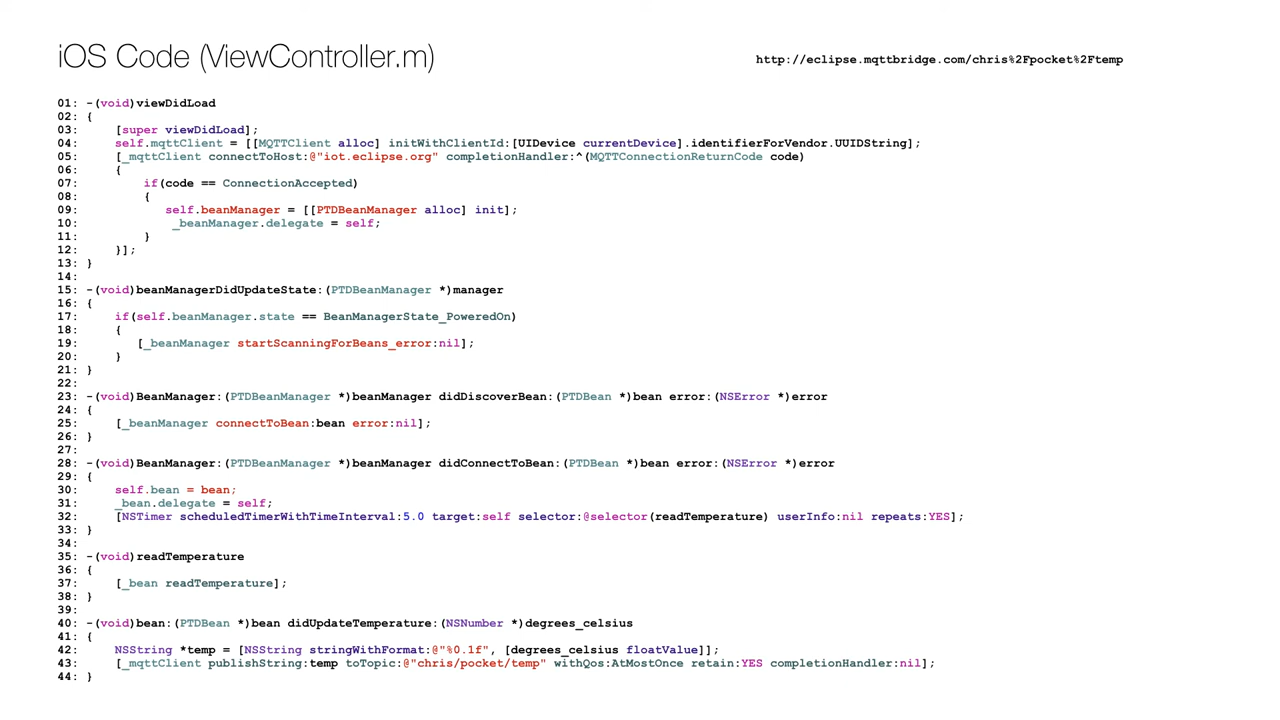 iOS Code (ViewController.m)
http://eclipse.mqttbridge.com/chris%2Fpocket%2Ftemp
01: -(void)viewDidLoad
02: {
03:     [super viewDidLoad];
04:     self.mqttClient = [[MQTTClient alloc] initWithClientId:[UIDevice currentDevice].identifierForVendor.UUIDString];
05:     [_mqttClient connectToHost:@"iot.eclipse.org" completionHandler:^(MQTTConnectionReturnCode code)
06:     {
07:         if(code == ConnectionAccepted)
08:         {
09:            self.beanManager = [[PTDBeanManager alloc] init];
10:             _beanManager.delegate = self;
11:         }
12:     }];
13: }
14:
15: -(void)beanManagerDidUpdateState:(PTDBeanManager *)manager
16: {
17:     if(self.beanManager.state == BeanManagerState_PoweredOn)
18:     {
19:        [_beanManager startScanningForBeans_error:nil];
20:     }
21: }
22:
23: -(void)BeanManager:(PTDBeanManager *)beanManager didDiscoverBean:(PTDBean *)bean error:(NSError *)error
24: {
25:     [_beanManager connectToBean:bean error:nil];
26: }
27:
28: -(void)BeanManager:(PTDBeanManager *)beanManager didConnectToBean:(PTDBean *)bean error:(NSError *)error
29: {
30:     self.bean = bean;
31:     _bean.delegate = self;
32:     [NSTimer scheduledTimerWithTimeInterval:5.0 target:self selector:@selector(readTemperature) userInfo:nil repeats:YES];
33: }
34:
35: -(void)readTemperature
36: {
37:     [_bean readTemperature];
38: }
39:
40: -(void)bean:(PTDBean *)bean didUpdateTemperature:(NSNumber *)degrees_celsius
41: {
42:     NSString *temp = [NSString stringWithFormat:@"%0.1f", [degrees_celsius floatValue]];
43:     [_mqttClient publishString:temp toTopic:@"chris/pocket/temp" withQos:AtMostOnce retain:YES completionHandler:nil];
44: }